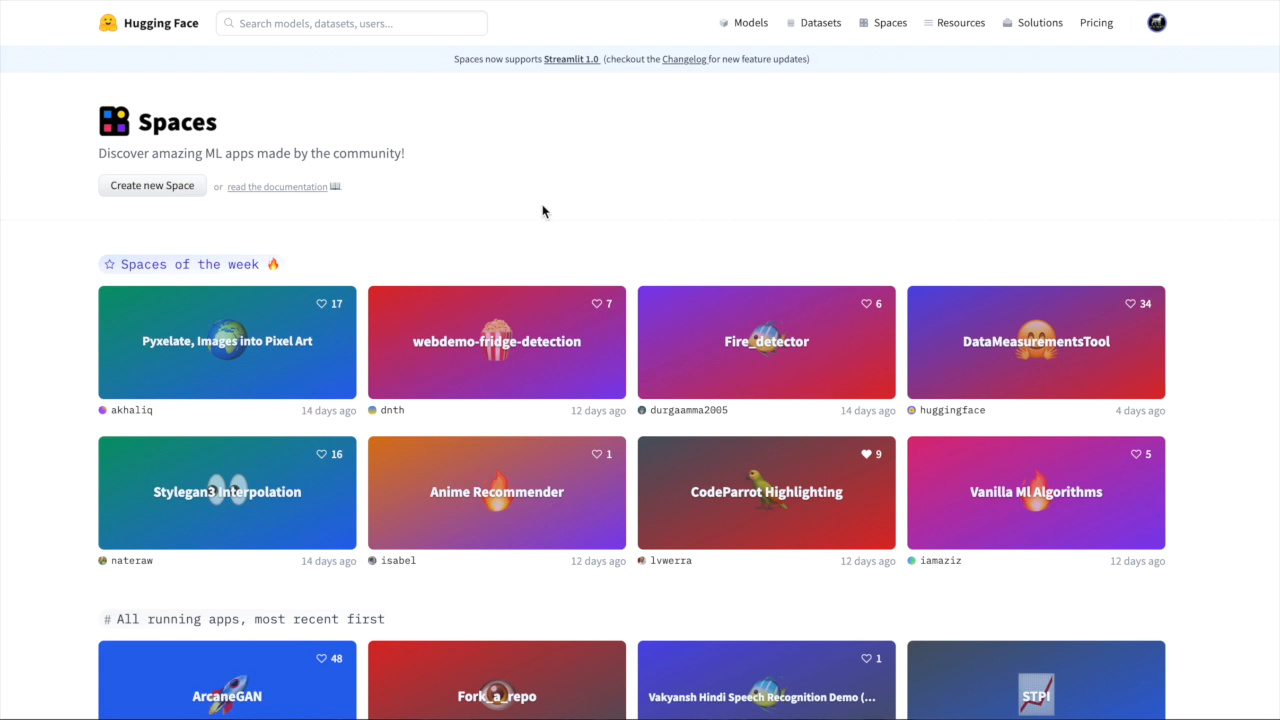 Hugging Face
Search models, datasets, users...
Models
Datasets
Spaces
Resources
Solutions
Pricing
Spaces now supports Streamlit 1.0 (checkout the Changelog for new feature updates)
Spaces
Discover amazing ML apps made by the community!
Create new Space or read the documentation
Spaces of the week
17
Pyxelate, Images into Pixel Art
akhaliq 14 days ago
7
webdemo-fridge-detection
dnth 12 days ago
6
Fire_detector
durgaamma2005 14 days ago
34
DataMeasurementsTool
huggingface 4 days ago
16
Stylegan3 Interpolation
nateraw 14 days ago
1
Anime Recommender
isabel 12 days ago
9
CodeParrot Highlighting
lvwerra 12 days ago
5
Vanilla Ml Algorithms
iamaziz 12 days ago
# All running apps, most recent first
48
ArcaneGAN
Fork_a_repo
1
Vakyansh Hindi Speech Recognition Demo (...
STPI